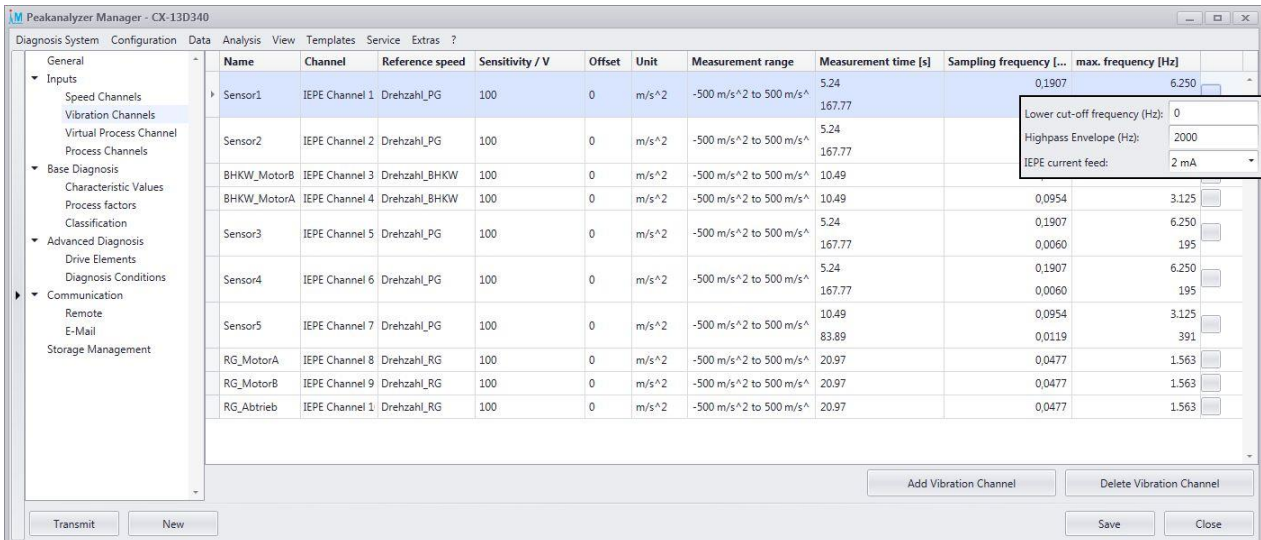 Peakanalyzer Manager - CX-13D340
Diagnosis System Configuration Data Analysis View Templates Service Extras ?
General
Inputs
Speed Channels
Vibration Channels
Virtual Process Channel
Process Channels
Base Diagnosis
Characteristic Values
Process factors
Classification
Advanced Diagnosis
Drive Elements
Diagnosis Conditions
Communication
Remote
E-Mail
Storage Management
Name Channel Reference speed Sensitivity / V Offset Unit Measurement range Measurement time [s] Sampling frequency [... max. frequency [Hz]
Sensor1 IEPE Channel 1 Drehzahl_PG 100 0 m/s^2 -500 m/s^2 to 500 m/s^ 5.24 0,1907 6.250
167.77
Lower cut-off frequency (Hz): 0
Highpass Envelope (Hz): 2000
IEPE current feed: 2 mA
Sensor2 IEPE Channel 2 Drehzahl_PG 100 0 m/s^2 -500 m/s^2 to 500 m/s^ 5.24
167.77
BHKW_MotorB IEPE Channel 3 Drehzahl_BHKW 100 0 m/s^2 -500 m/s^2 to 500 m/s^ 10.49
BHKW_MotorA IEPE Channel 4 Drehzahl_BHKW 100 0 m/s^2 -500 m/s^2 to 500 m/s^ 10.49 0,0954 3.125
Sensor3 IEPE Channel 5 Drehzahl_PG 100 0 m/s^2 -500 m/s^2 to 500 m/s^ 5.24 0,1907 6.250
167.77 0,0060 195
Sensor4 IEPE Channel 6 Drehzahl_PG 100 0 m/s^2 -500 m/s^2 to 500 m/s^ 5.24 0,1907 6.250
167.77 0,0060 195
Sensor5 IEPE Channel 7 Drehzahl_PG 100 0 m/s^2 -500 m/s^2 to 500 m/s^ 10.49 0,0954 3.125
83.89 0,0119 391
RG_MotorA IEPE Channel 8 Drehzahl_RG 100 0 m/s^2 -500 m/s^2 to 500 m/s^ 20.97 0,0477 1.563
RG_MotorB IEPE Channel 9 Drehzahl_RG 100 0 m/s^2 -500 m/s^2 to 500 m/s^ 20.97 0,0477 1.563
RG_Abtrieb IEPE Channel 1 Drehzahl_RG 100 0 m/s^2 -500 m/s^2 to 500 m/s^ 20.97 0,0477 1.563
Add Vibration Channel Delete Vibration Channel
Transmit New Save Close